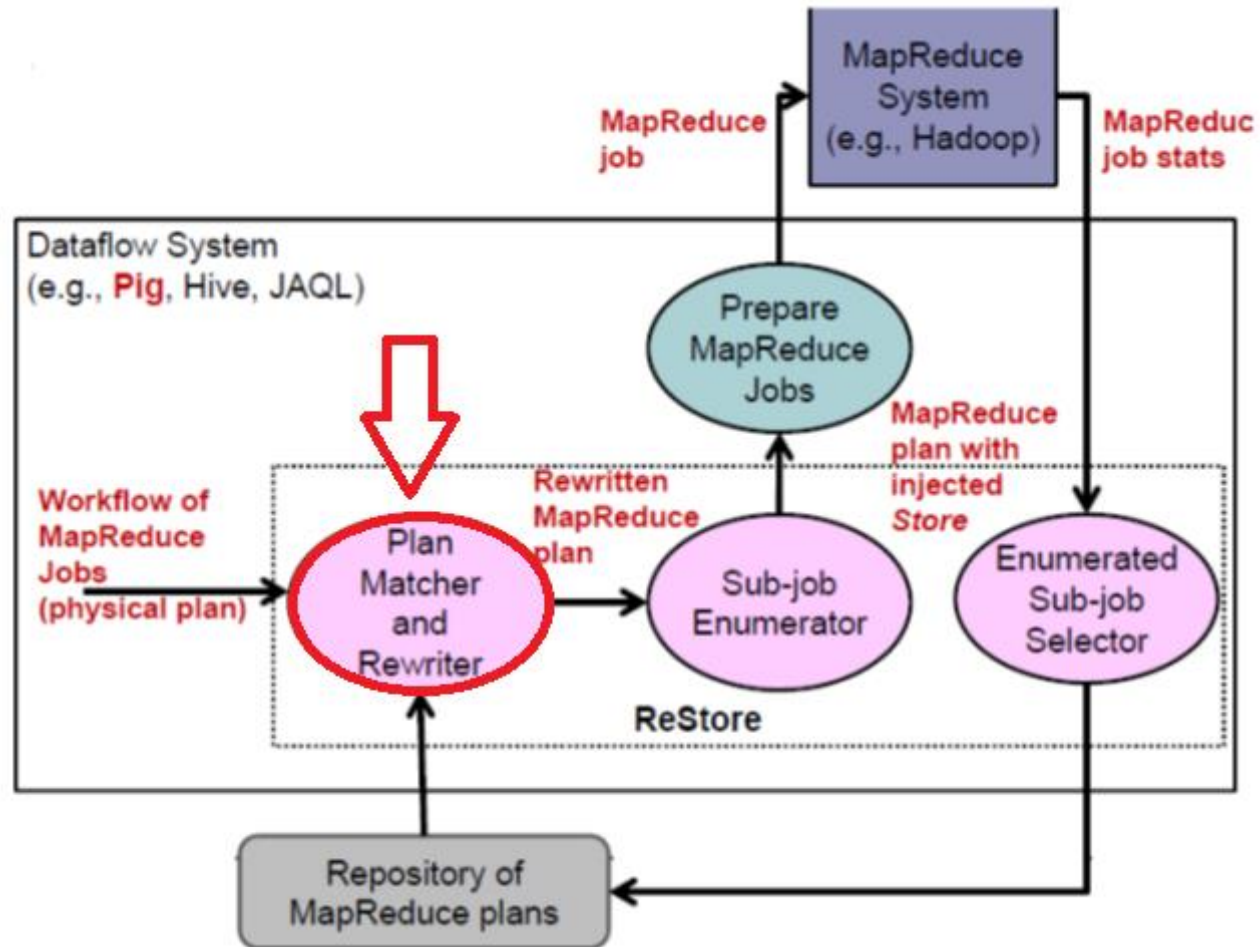 MapReduce
System
(e.g., Hadoop)
MapReduce
job
MapReduc
job stats
Dataflow System
(e.g., Pig, Hive, JAQL)
Prepare
MapReduce
Jobs
MapReduce
plan with
injected
Store
Workflow of
MapReduce
Jobs
(physical plan)
Plan
Matcher
and
Rewriter
Rewritten
MapReduce
plan
Sub-job
Enumerator
Enumerated
Sub-job
Selector
ReStore
Repository of
MapReduce plans